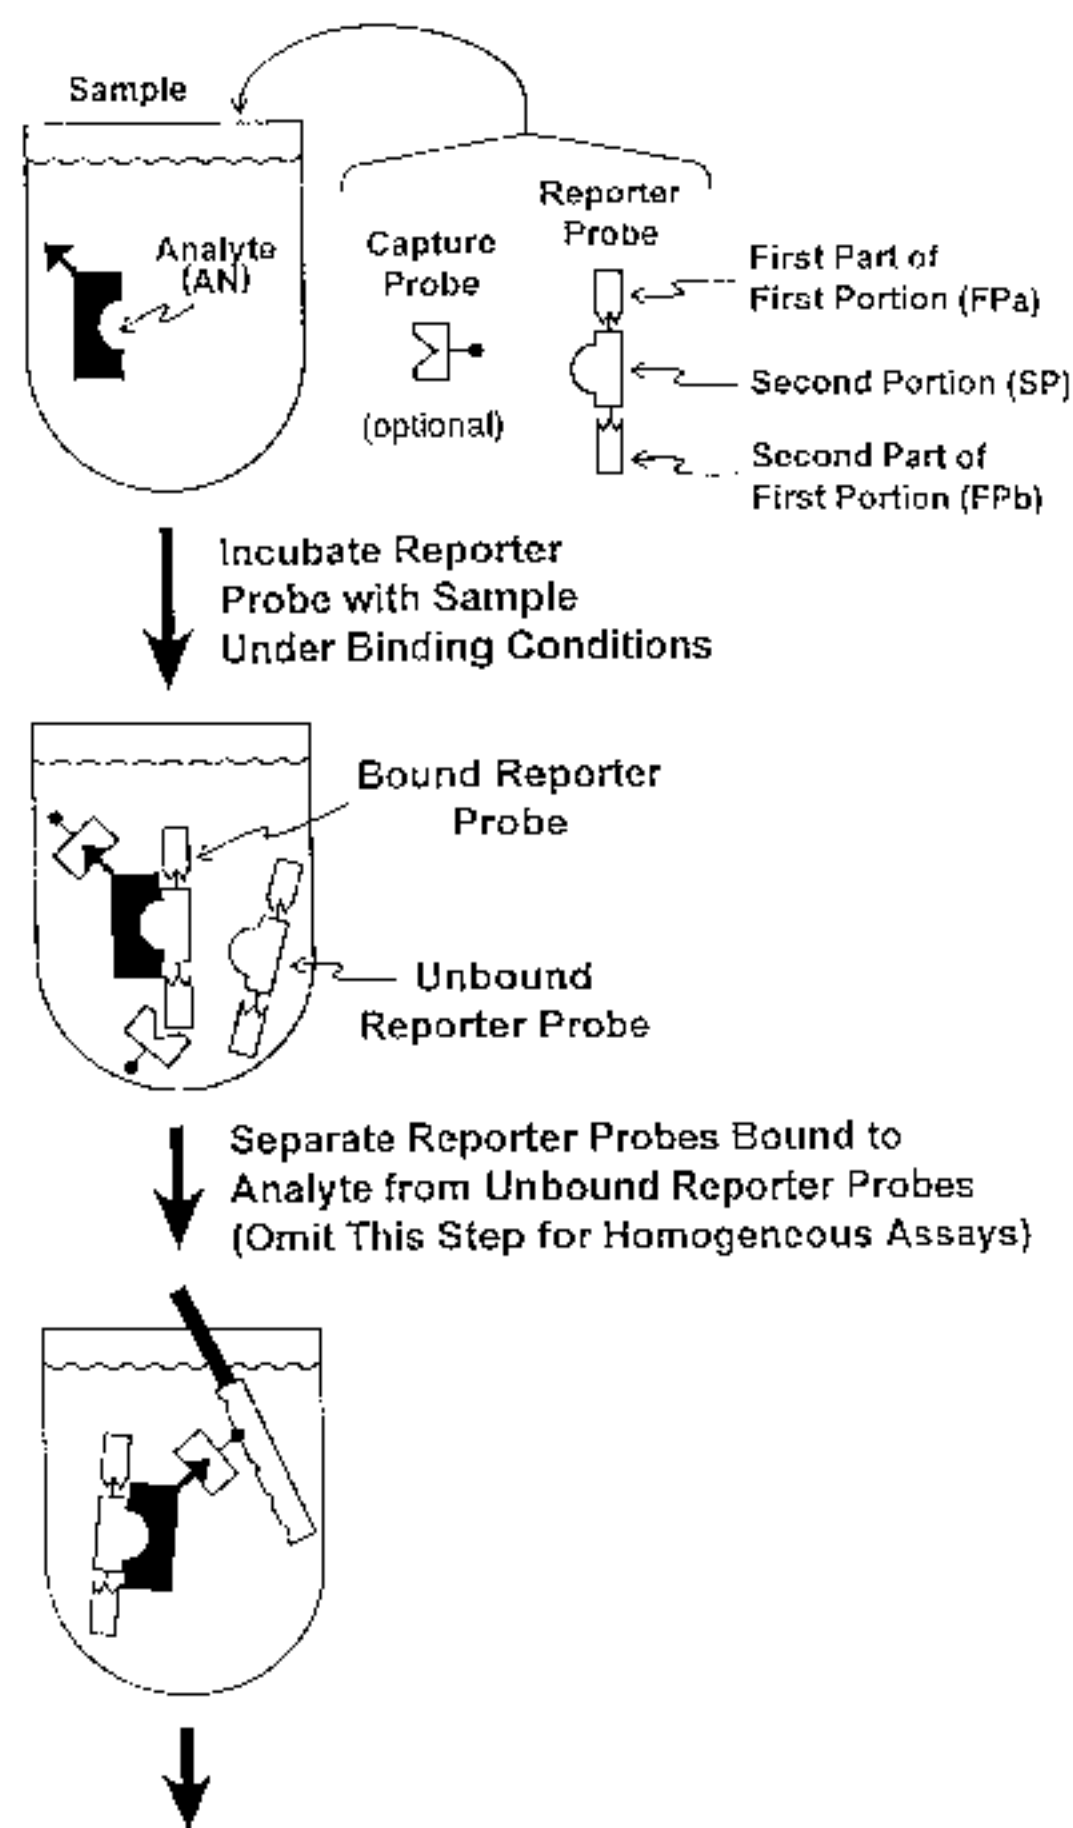 Sample
Analyte
(AN)
Capture
Probe
(optional)
Reporter
Probe
First Part of
First Portion (FPa)
Second Portion (SP)
Second Part of
First Portion (FPb)
Incubate Reporter
Probe with Sample
Under Binding Conditions
Bound Reporter
Probe
Unbound
Reporter Probe
Separate Reporter Probes Bound to
Analyte from Unbound Reporter Probes
(Omit This Step for Homogeneous Assays)